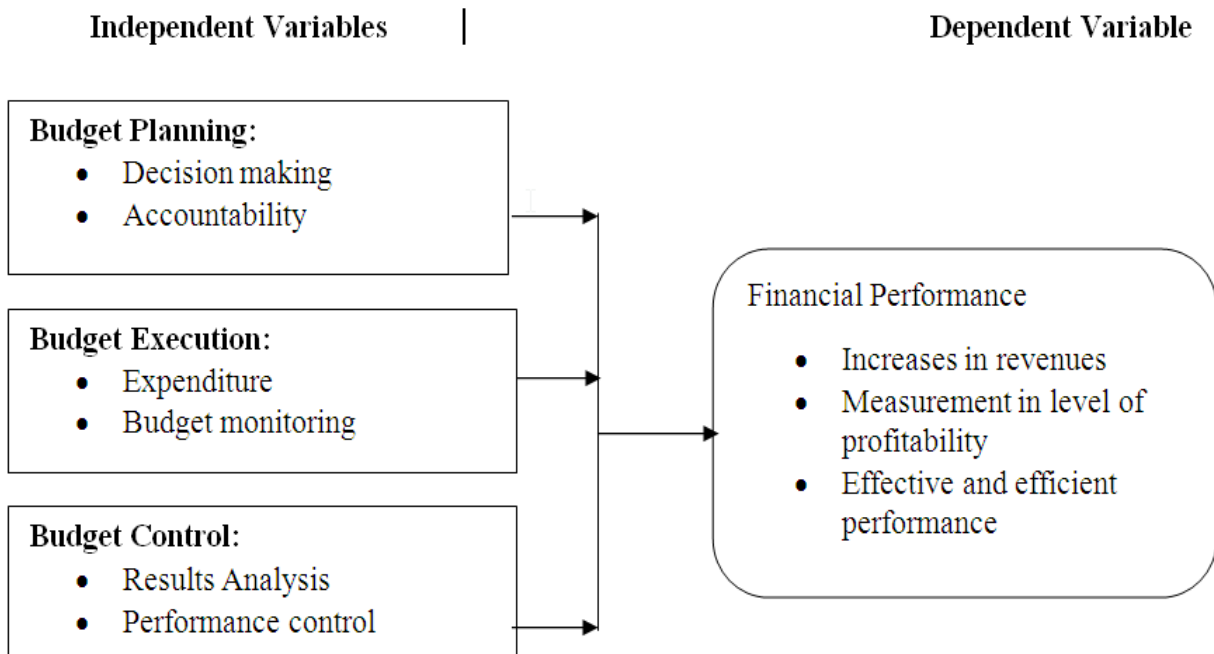 Independent Variables
Dependent Variable
Budget Planning:
• Decision making
• Accountability
Budget Execution:
• Expenditure
• Budget monitoring
Budget Control:
• Results Analysis
• Performance control
Financial Performance
• Increases in revenues
• Measurement in level of
profitability
• Effective and efficient
performance